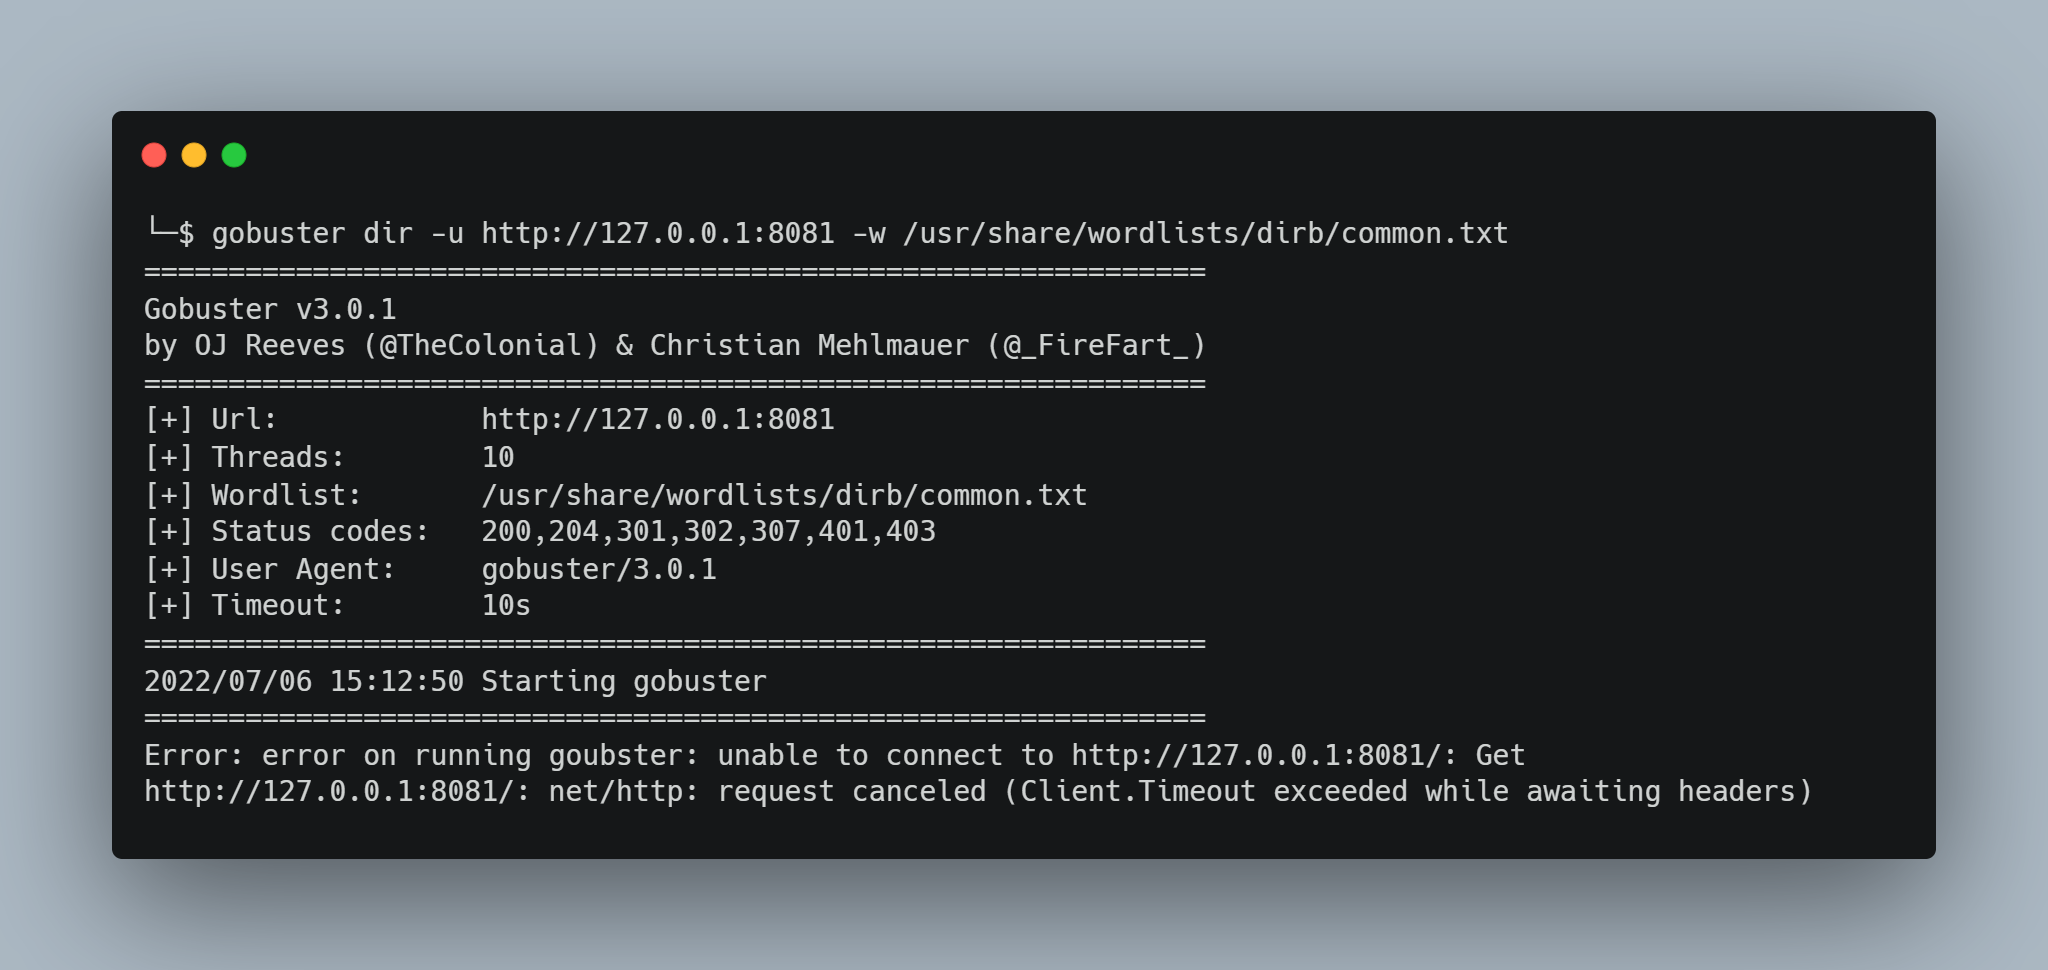 └─$ gobuster dir -u http://127.0.0.1:8081 -w /usr/share/wordlists/dirb/common.txt
===============================================================
Gobuster v3.0.1
by OJ Reeves (@TheColonial) & Christian Mehlmauer (@_FireFart_)
===============================================================
[+] Url:            http://127.0.0.1:8081
[+] Threads:        10
[+] Wordlist:       /usr/share/wordlists/dirb/common.txt
[+] Status codes:   200,204,301,302,307,401,403
[+] User Agent:     gobuster/3.0.1
[+] Timeout:        10s
===============================================================
2022/07/06 15:12:50 Starting gobuster
===============================================================
Error: error on running goubster: unable to connect to http://127.0.0.1:8081/: Get
http://127.0.0.1:8081/: net/http: request canceled (Client.Timeout exceeded while awaiting headers)